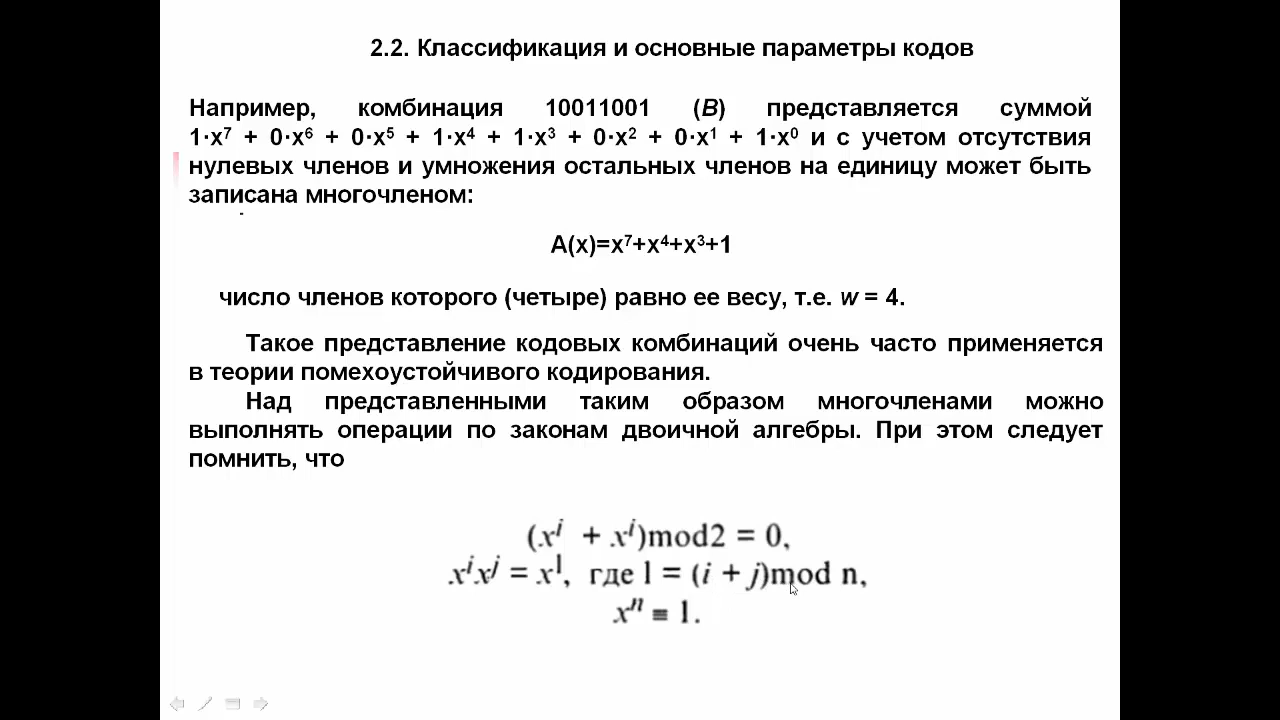 2.2. Классификация и основные параметры кодов
Например, комбинация 10011001 (В) представляется суммой
1·x⁷ + 0·x⁶ + 0·x⁵ + 1·x⁴ + 1·x³ + 0·x² + 0·x¹ + 1·x⁰ и с учетом отсутствия
нулевых членов и умножения остальных членов на единицу может быть
записана многочленом:
A(x)=x⁷+x⁴+x³+1
число членов которого (четыре) равно ее весу, т.е. w = 4.
Такое представление кодовых комбинаций очень часто применяется
в теории помехоустойчивого кодирования.
Над представленными таким образом многочленами можно
выполнять операции по законам двоичной алгебры. При этом следует
помнить, что
(xⁱ + xⁱ)mod2 = 0,
xⁱxʲ = xˡ, где l = (i + j)mod n,
xⁿ ≡ 1.